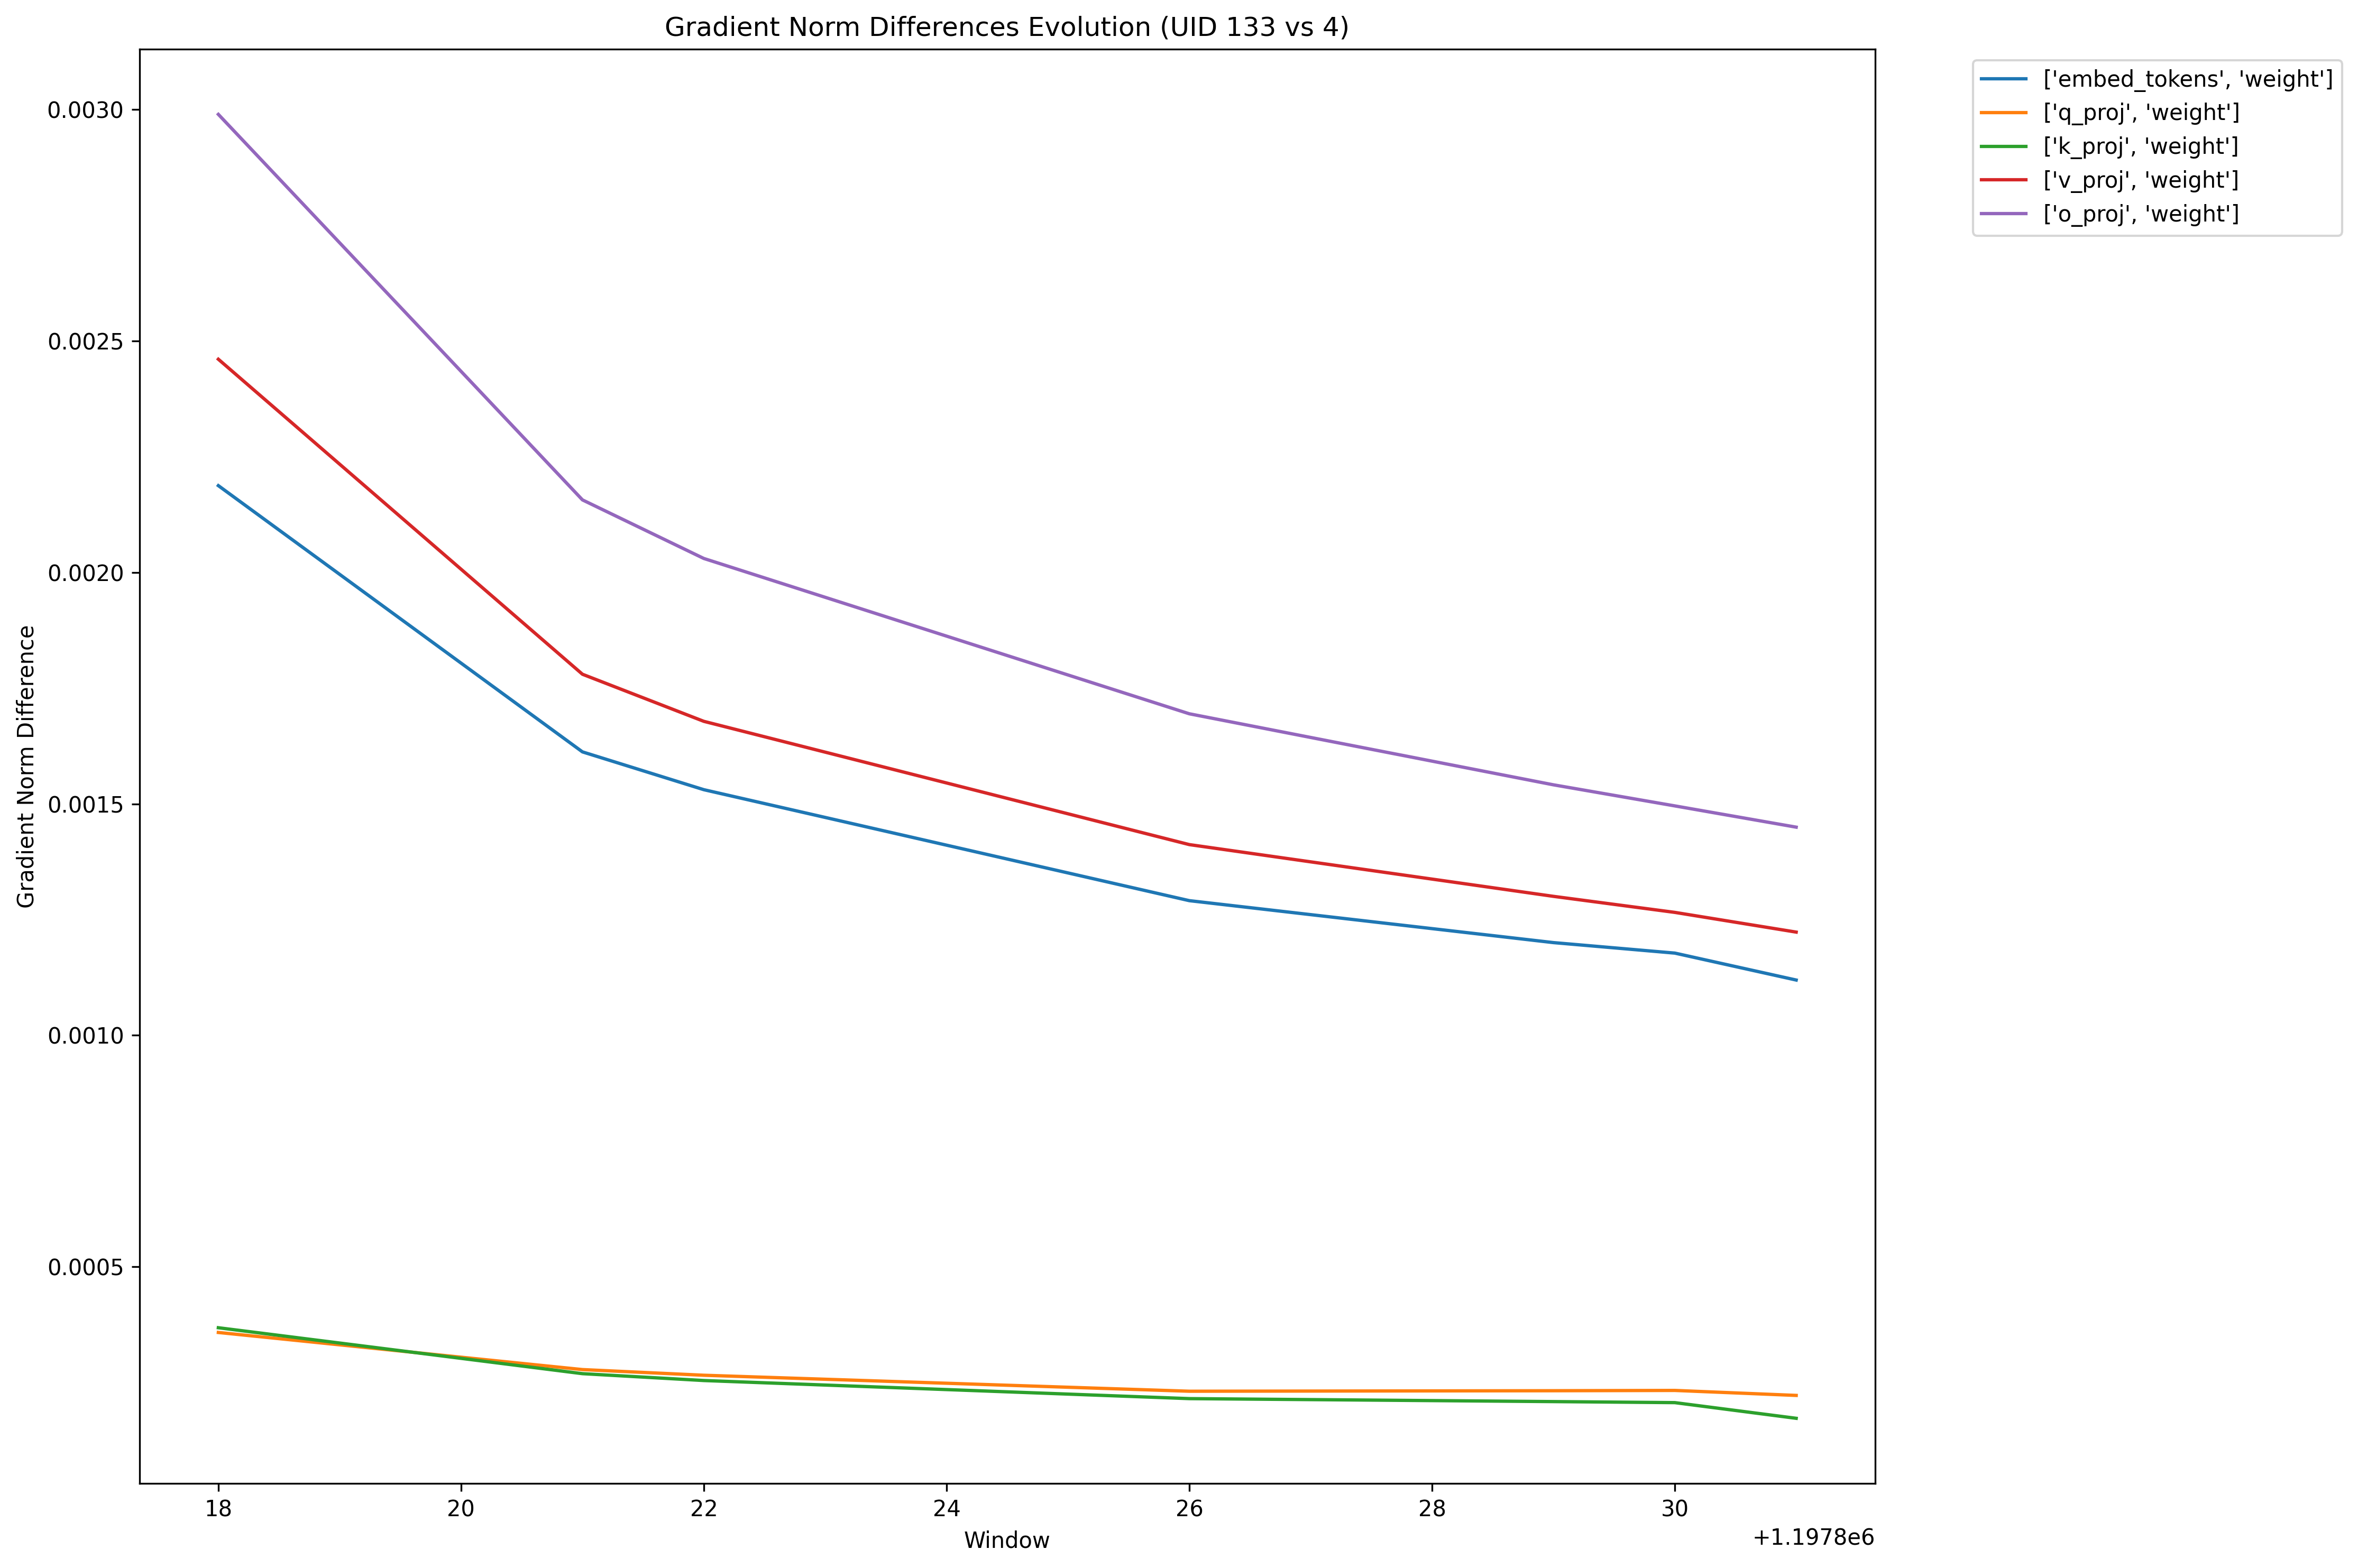 Gradient Norm Differences Evolution (UID 133 vs 4)
['embed_tokens', 'weight']
['q_proj', 'weight']
['k_proj', 'weight']
['v_proj', 'weight']
['o_proj', 'weight']
Gradient Norm Difference
0.0030
0.0025
0.0020
0.0015
0.0010
0.0005
18 20 22 24 26 28 30
Window
+1.1978e6